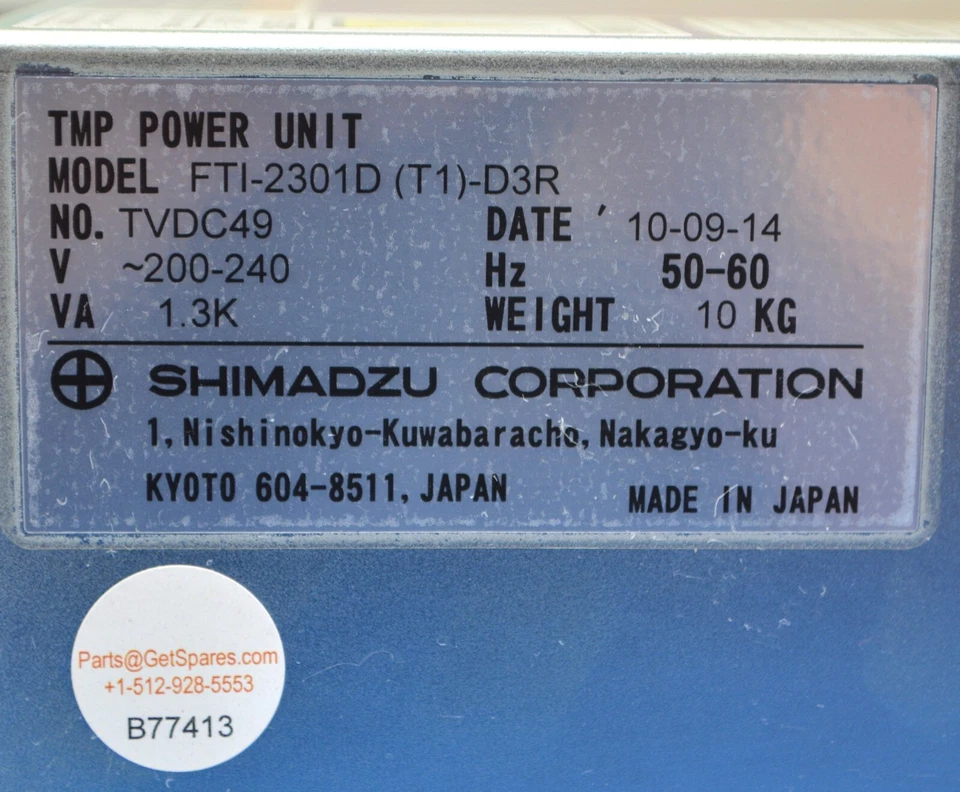 TMP POWER UNIT
MODEL FTI-2301D (T1)-D3R
NO. TVDC49 DATE ' 10-09-14
V ~200-240 Hz 50-60
VA 1.3K WEIGHT 10 KG
SHIMADZU CORPORATION
1, Nishinokyo-Kuwabaracho, Nakagyo-ku
KYOTO 604-8511, JAPAN MADE IN JAPAN
Parts@GetSpares.com
+1-512-928-5553
B77413